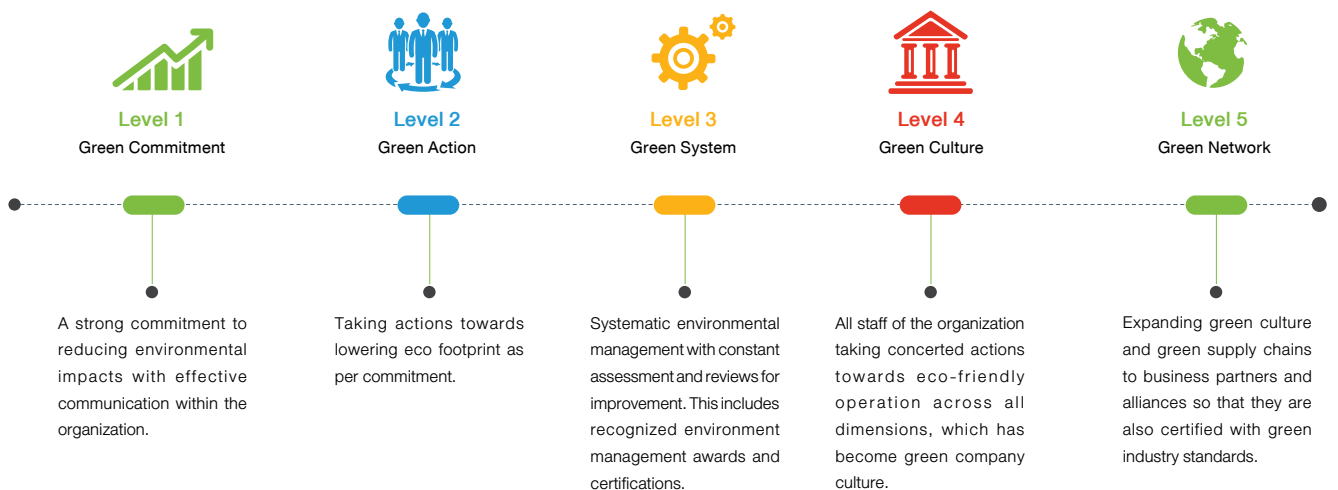 Level 1
Green Commitment
A strong commitment to
reducing environmental
impacts with effective
communication within the
organization.
Level 2
Green Action
Taking actions towards
lowering eco footprint as
per commitment.
Level 3
Green System
Systematic environmental
management with constant
assessment and reviews for
improvement. This includes
recognized environment
management awards and
certifications.
Level 4
Green Culture
All staff of the organization
taking concerted actions
towards eco-friendly
operation across all
dimensions, which has
become green company
culture.
Level 5
Green Network
Expanding green culture
and green supply chains
to business partners and
alliances so that they are
also certified with green
industry standards.